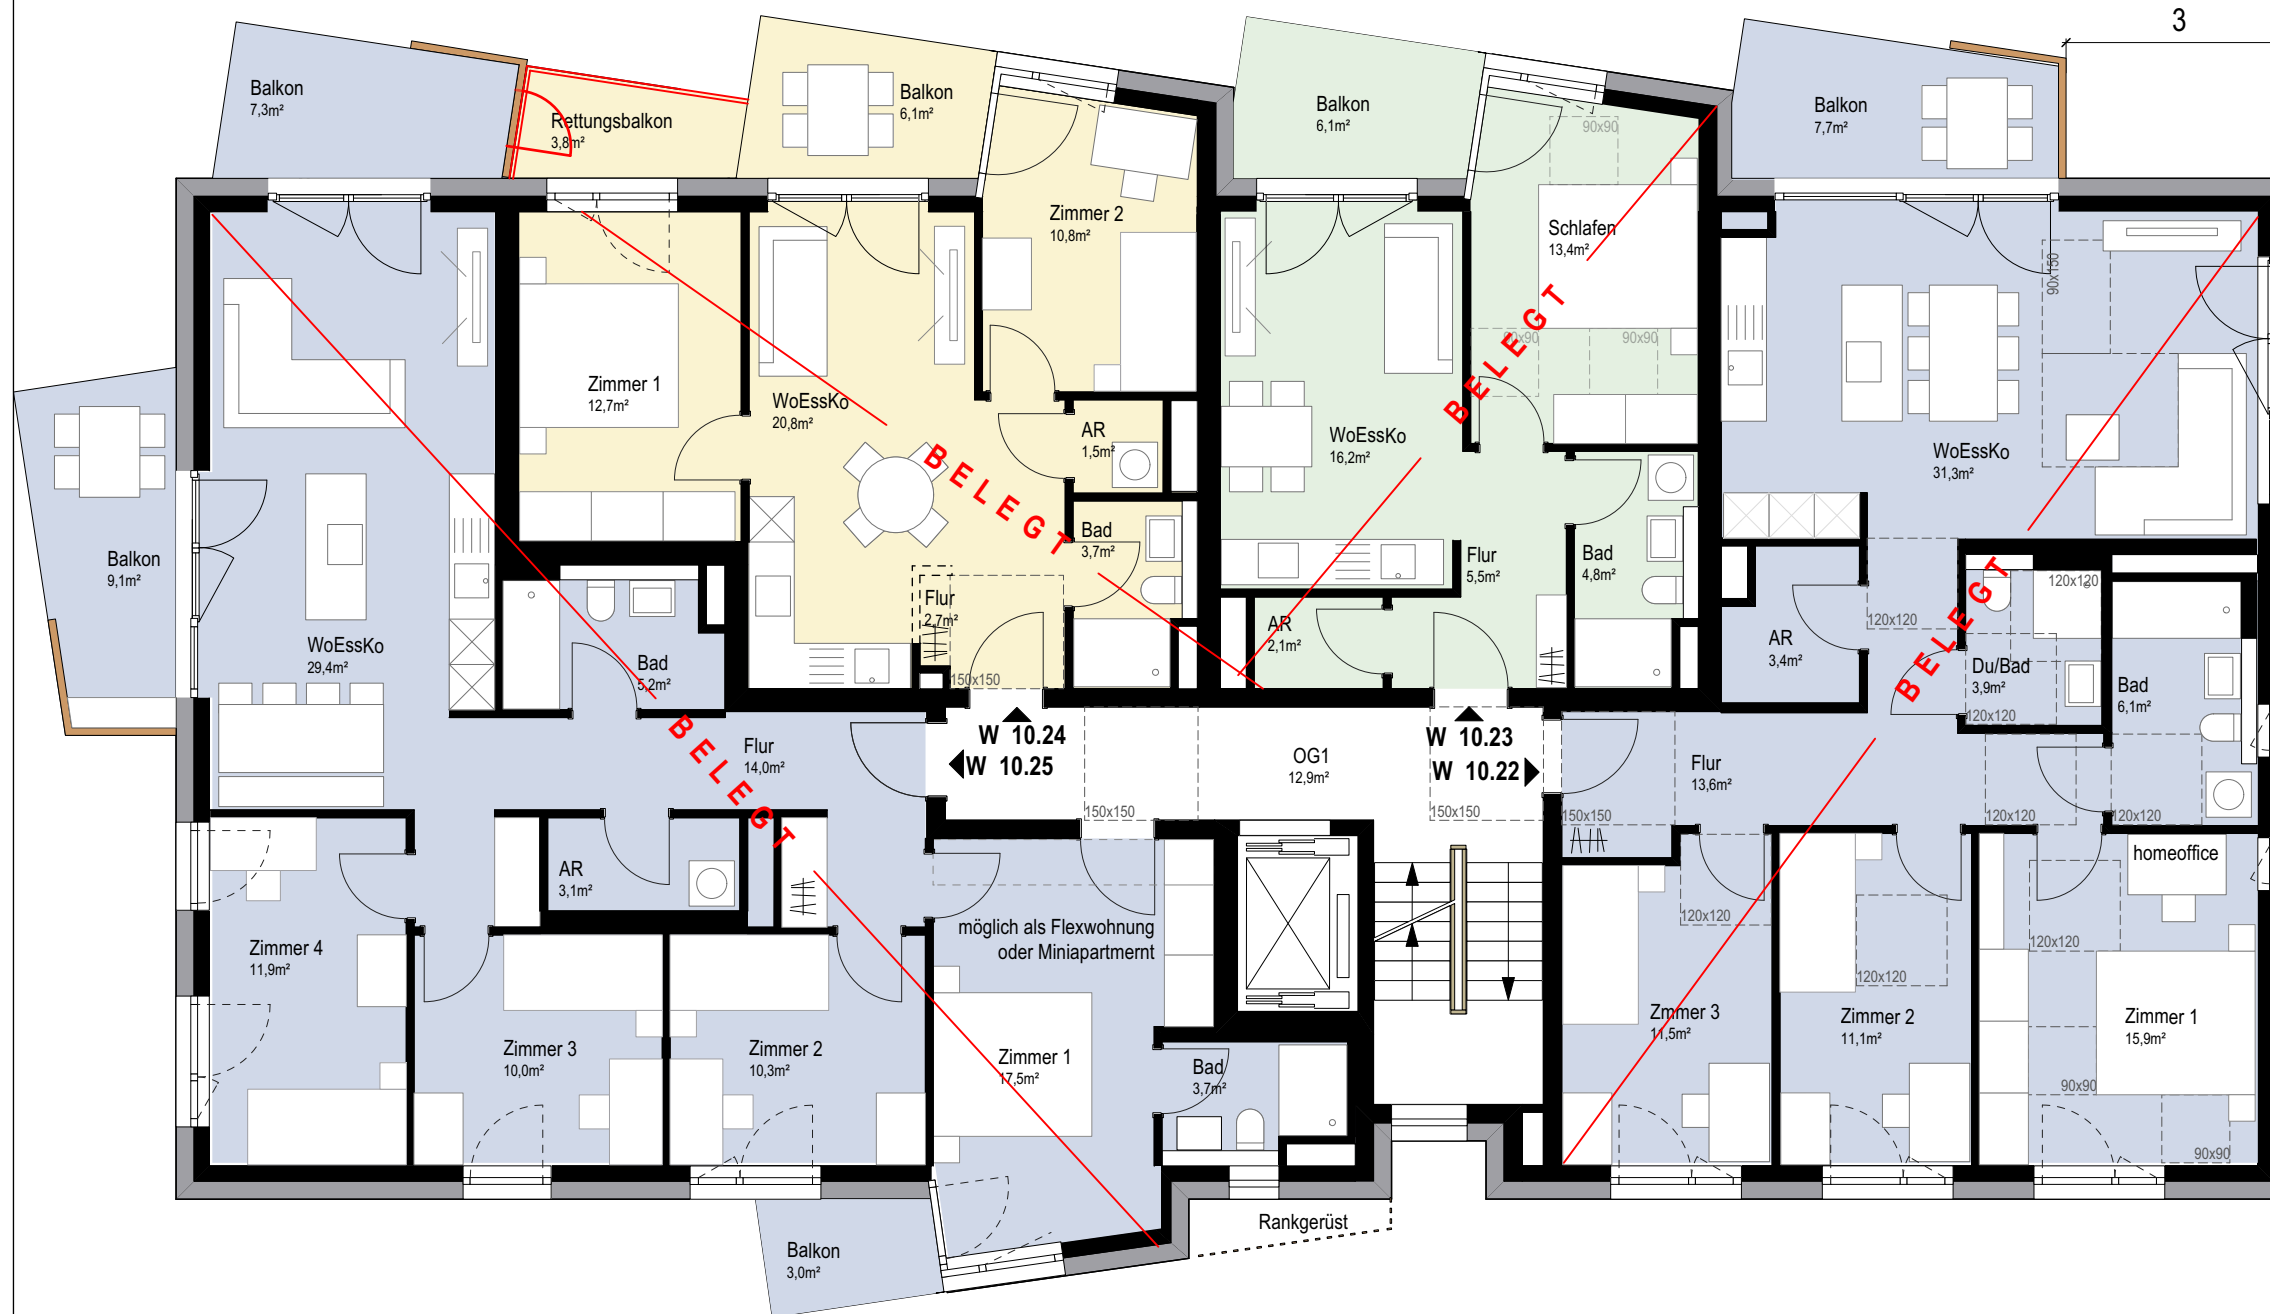 3
Balkon
7,3m²
Rettungsbalkon
3,8m²
Balkon
6,1m²
Balkon
6,1m²
Balkon
7,7m²
Zimmer 2
10,8m²
Schlafen
13,4m²
90x90
90x90
90x90
90x150
Zimmer 1
12,7m²
WoEssKo
20,8m²
AR
1,5m²
WoEssKo
16,2m²
WoEssKo
31,3m²
BELEGT
BELEGT
Balkon
9,1m²
Bad
3,7m²
Flur
5,5m²
Bad
4,8m²
Flur
2,7m²
150x150
AR
2,1m²
AR
3,4m²
120x120
120x120
Du/Bad
3,9m²
120x120
Bad
6,1m²
BELEGT
WoEssKo
29,4m²
Bad
5,2m²
BELEGT
Flur
14,0m²
W 10.24
W 10.25
OG1
12,9m²
W 10.23
W 10.22
150x150
150x150
150x150
Flur
13,6m²
120x120
120x120
AR
3,1m²
homeoffice
Zimmer 4
11,9m²
möglich als Flexwohnung
oder Miniapartmernt
120x120
120x120
120x120
Zimmer 3
10,0m²
Zimmer 2
10,3m²
Zimmer 1
17,5m²
Bad
3,7m²
Zmmer 3
11,5m²
Zimmer 2
11,1m²
Zimmer 1
15,9m²
90x90
90x90
Balkon
3,0m²
Rankgerüst